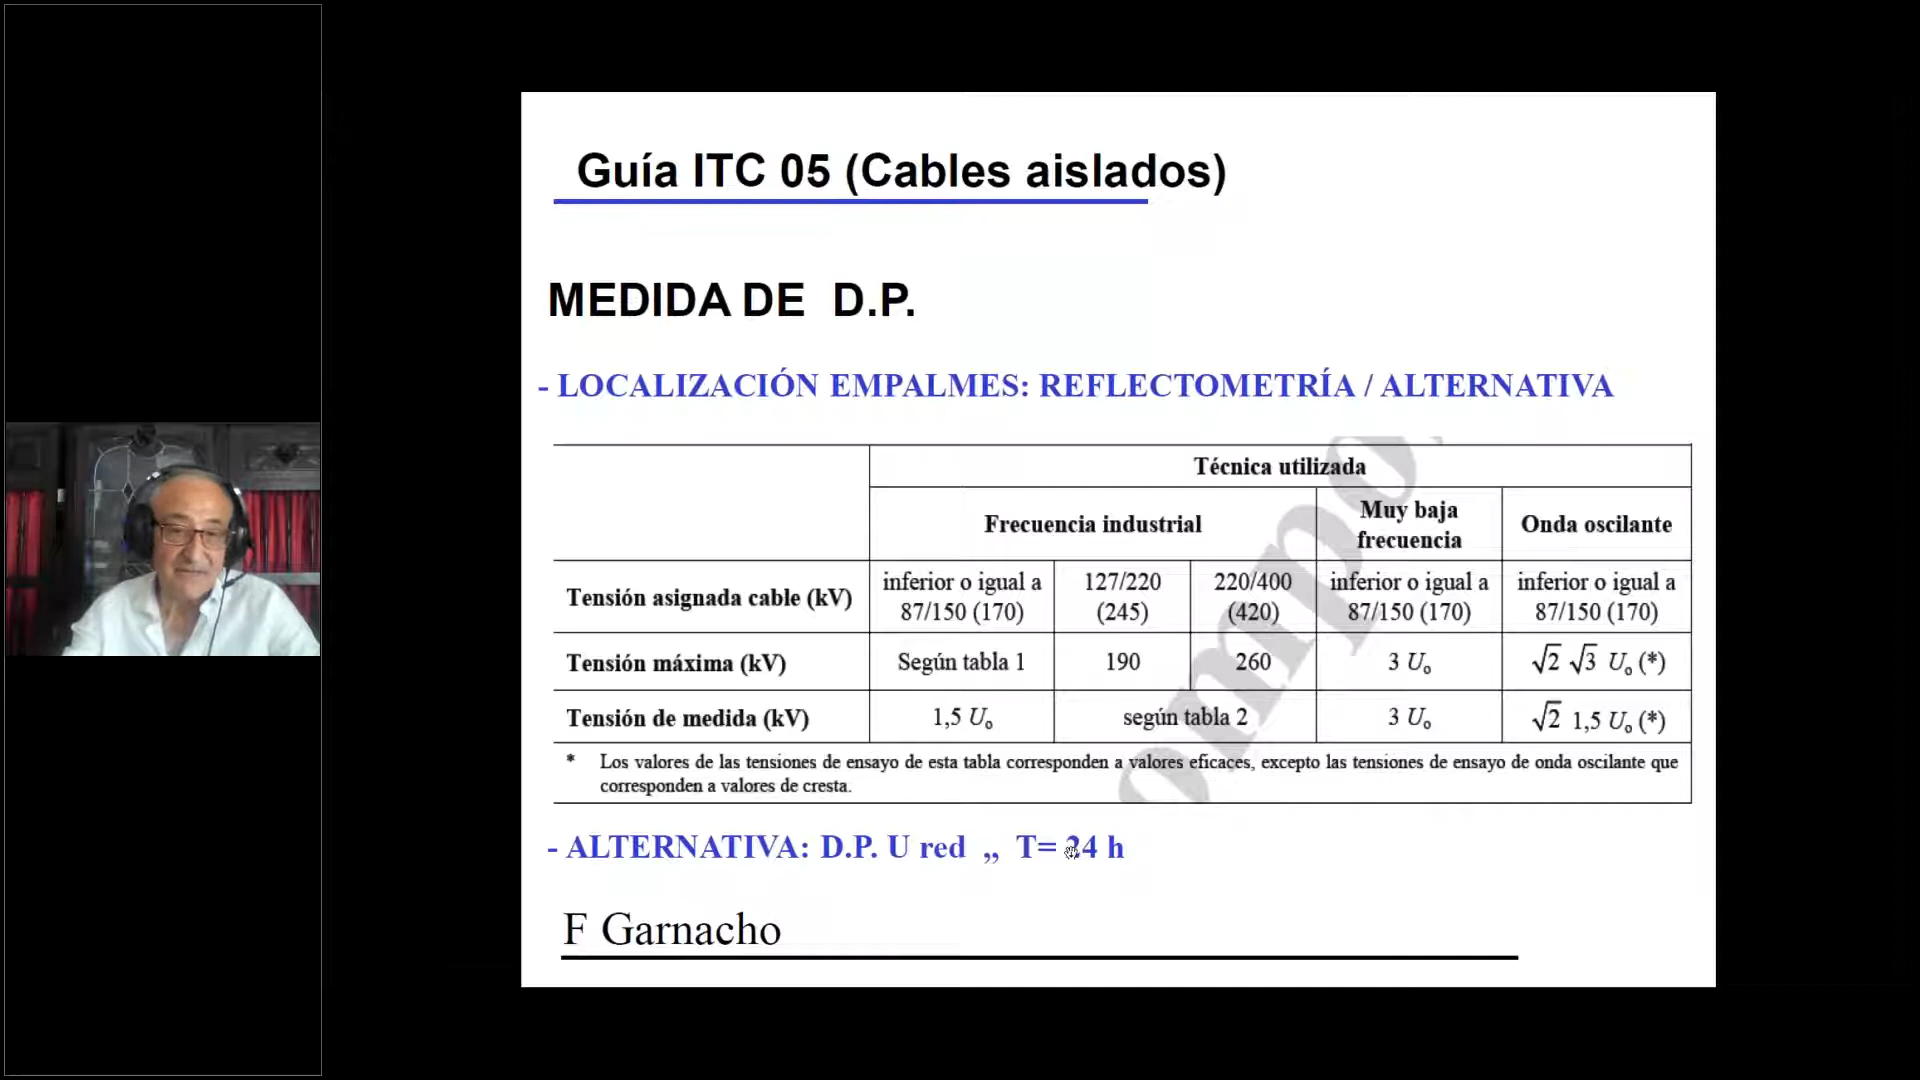 Guía ITC 05 (Cables aislados)
MEDIDA DE D.P.
- LOCALIZACIÓN EMPALMES: REFLECTOMETRÍA / ALTERNATIVA
Técnica utilizada
Frecuencia industrial
Muy baja
frecuencia
Onda oscilante
Tensión asignada cable (kV)
inferior o igual a
87/150 (170)
127/220
(245)
220/400
(420)
inferior o igual a
87/150 (170)
inferior o igual a
87/150 (170)
Tensión máxima (kV)
Según tabla 1
190
260
3 Uₒ
√2 √3 Uₒ (*)
Tensión de medida (kV)
1,5 Uₒ
según tabla 2
3 Uₒ
√2 1,5 Uₒ (*)
* Los valores de las tensiones de ensayo de esta tabla corresponden a valores eficaces, excepto las tensiones de ensayo de onda oscilante que
corresponden a valores de cresta.
- ALTERNATIVA: D.P. U red „ T= 24 h
F Garnacho